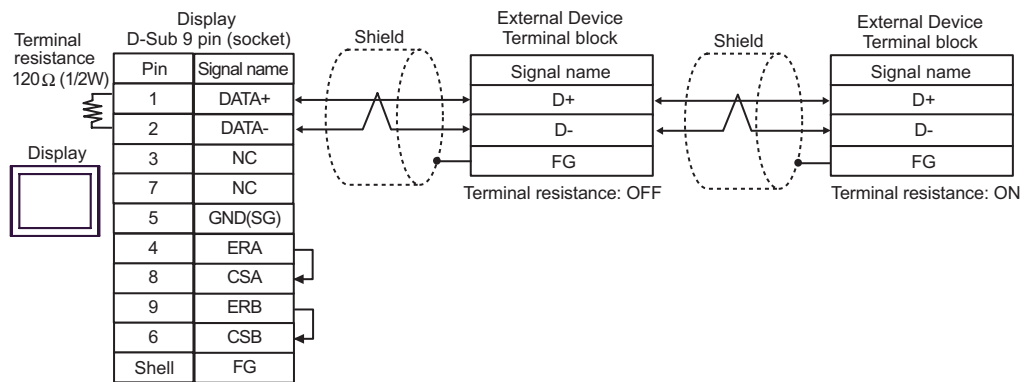 Display
D-Sub 9 pin (socket)
Terminal
resistance
120Ω (1/2W)
Display
Pin Signal name
1 DATA+
2 DATA-
3 NC
7 NC
5 GND(SG)
4 ERA
8 CSA
9 ERB
6 CSB
Shell FG
Shield
External Device
Terminal block
Signal name
D+
D-
FG
Terminal resistance: OFF
Shield
External Device
Terminal block
Signal name
D+
D-
FG
Terminal resistance: ON